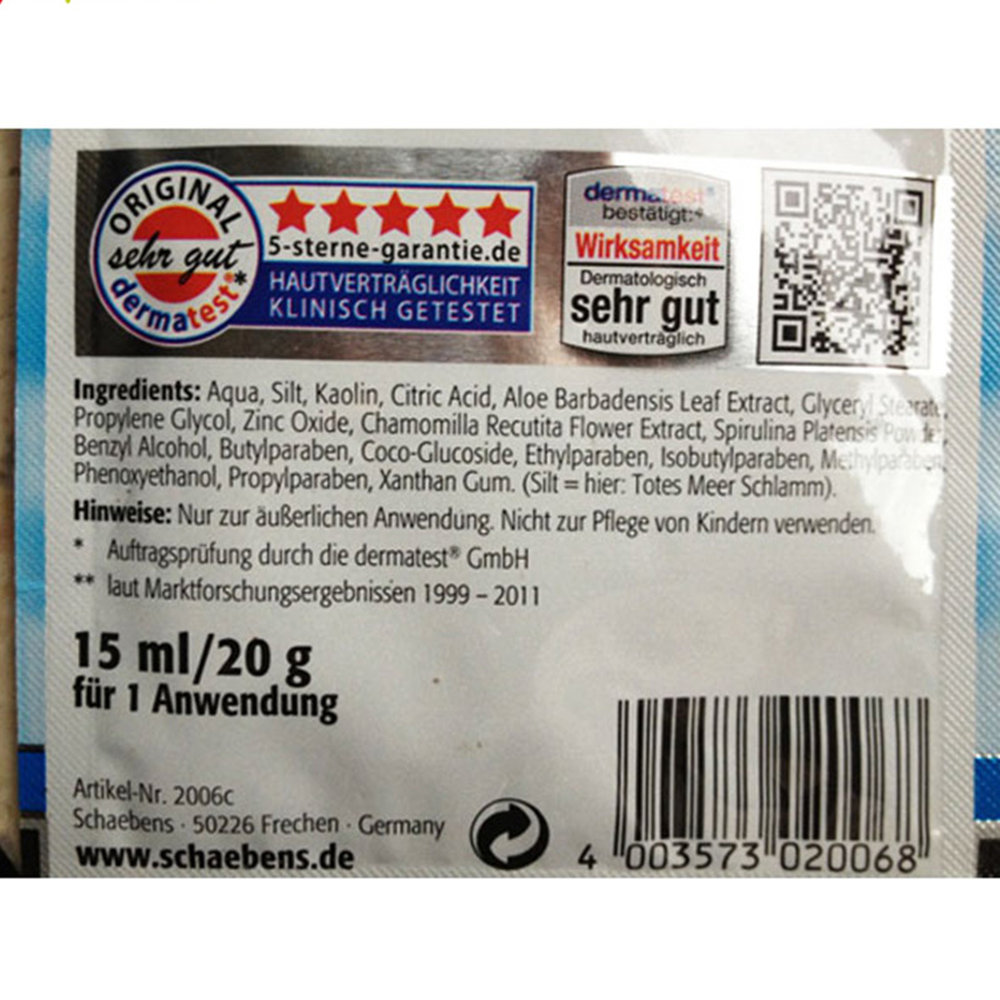 ORIGINAL
sehr gut
dermatest®*
5-sterne-garantie.de
HAUTVERTRÄGLICHKEIT
KLINISCH GETESTET
dermatest®
bestätigt:*
Wirksamkeit
Dermatologisch
sehr gut
hautverträglich
Ingredients: Aqua, Silt, Kaolin, Citric Acid, Aloe Barbadensis Leaf Extract, Glyceryl Stearate,
Propylene Glycol, Zinc Oxide, Chamomilla Recutita Flower Extract, Spirulina Platensis Powder,
Benzyl Alcohol, Butylparaben, Coco-Glucoside, Ethylparaben, Isobutylparaben, Methylparaben,
Phenoxyethanol, Propylparaben, Xanthan Gum. (Silt = hier: Totes Meer Schlamm).
Hinweise: Nur zur äußerlichen Anwendung. Nicht zur Pflege von Kindern verwenden.
* Auftragsprüfung durch die dermatest® GmbH
** laut Marktforschungsergebnissen 1999 – 2011
15 ml/20 g
für 1 Anwendung
Artikel-Nr. 2006c
Schaebens · 50226 Frechen · Germany
www.schaebens.de
4 003573 020068